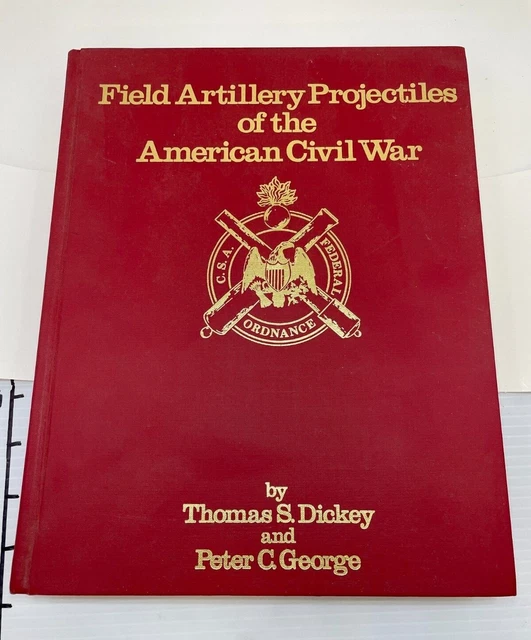 Field Artillery Projectiles
of the
American Civil War
C.S.A.
FEDERAL
ORDNANCE
by
Thomas S. Dickey
and
Peter C. George